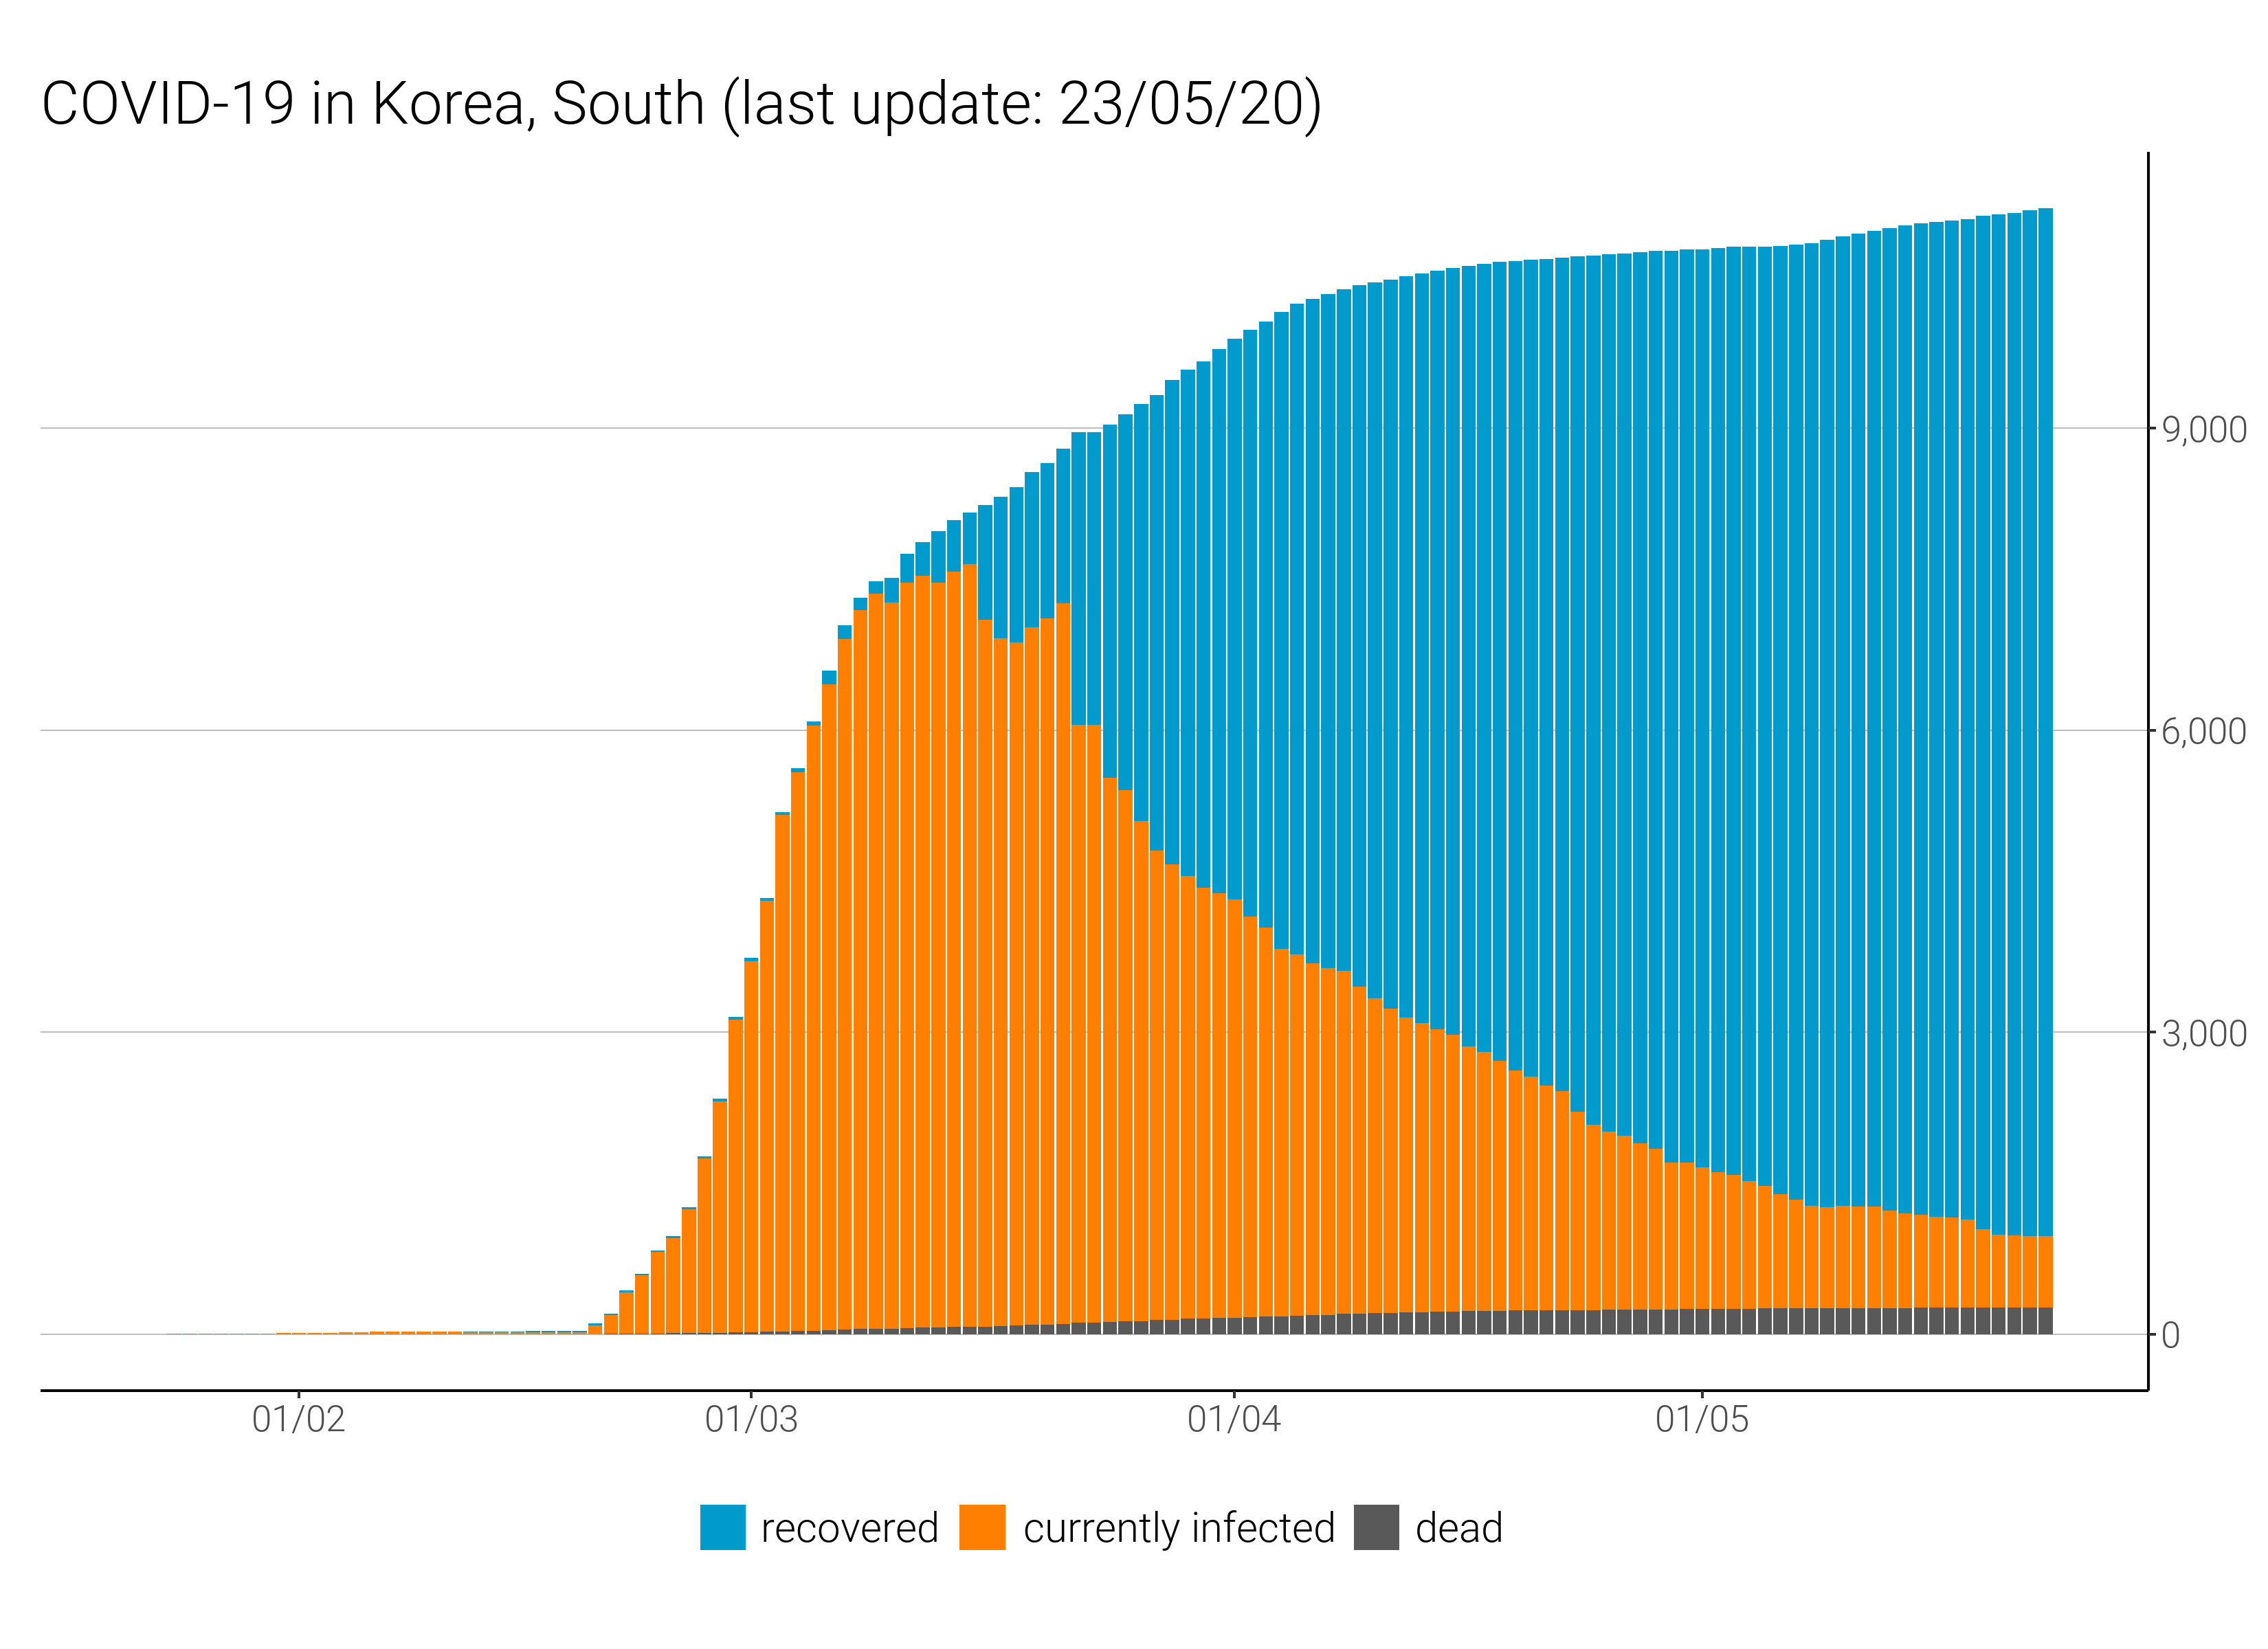 COVID-19 in Korea, South (last update: 23/05/20)
9,000
6,000
3,000
0
01/02 01/03 01/04 01/05
recovered currently infected dead